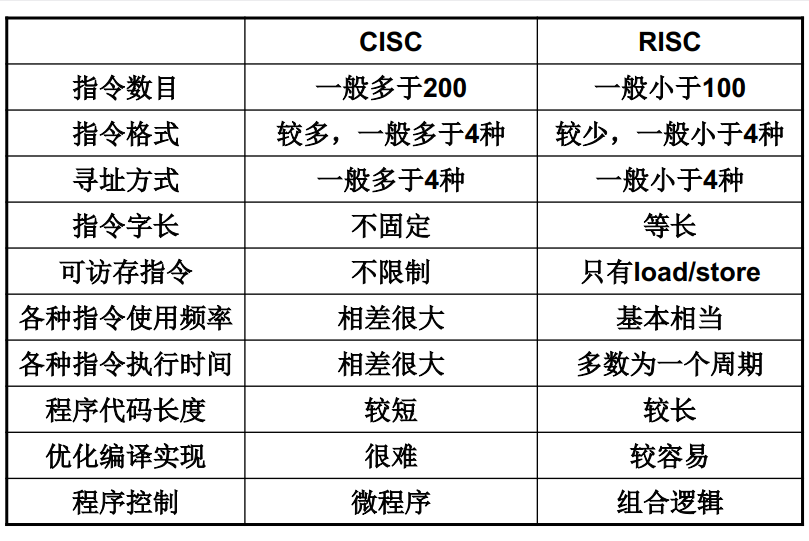 CISC RISC
指令数目 一般多于200 一般小于100
指令格式 较多，一般多于4种 较少，一般小于4种
寻址方式 一般多于4种 一般小于4种
指令字长 不固定 等长
可访存指令 不限制 只有load/store
各种指令使用频率 相差很大 基本相当
各种指令执行时间 相差很大 多数为一个周期
程序代码长度 较短 较长
优化编译实现 很难 较容易
程序控制 微程序 组合逻辑